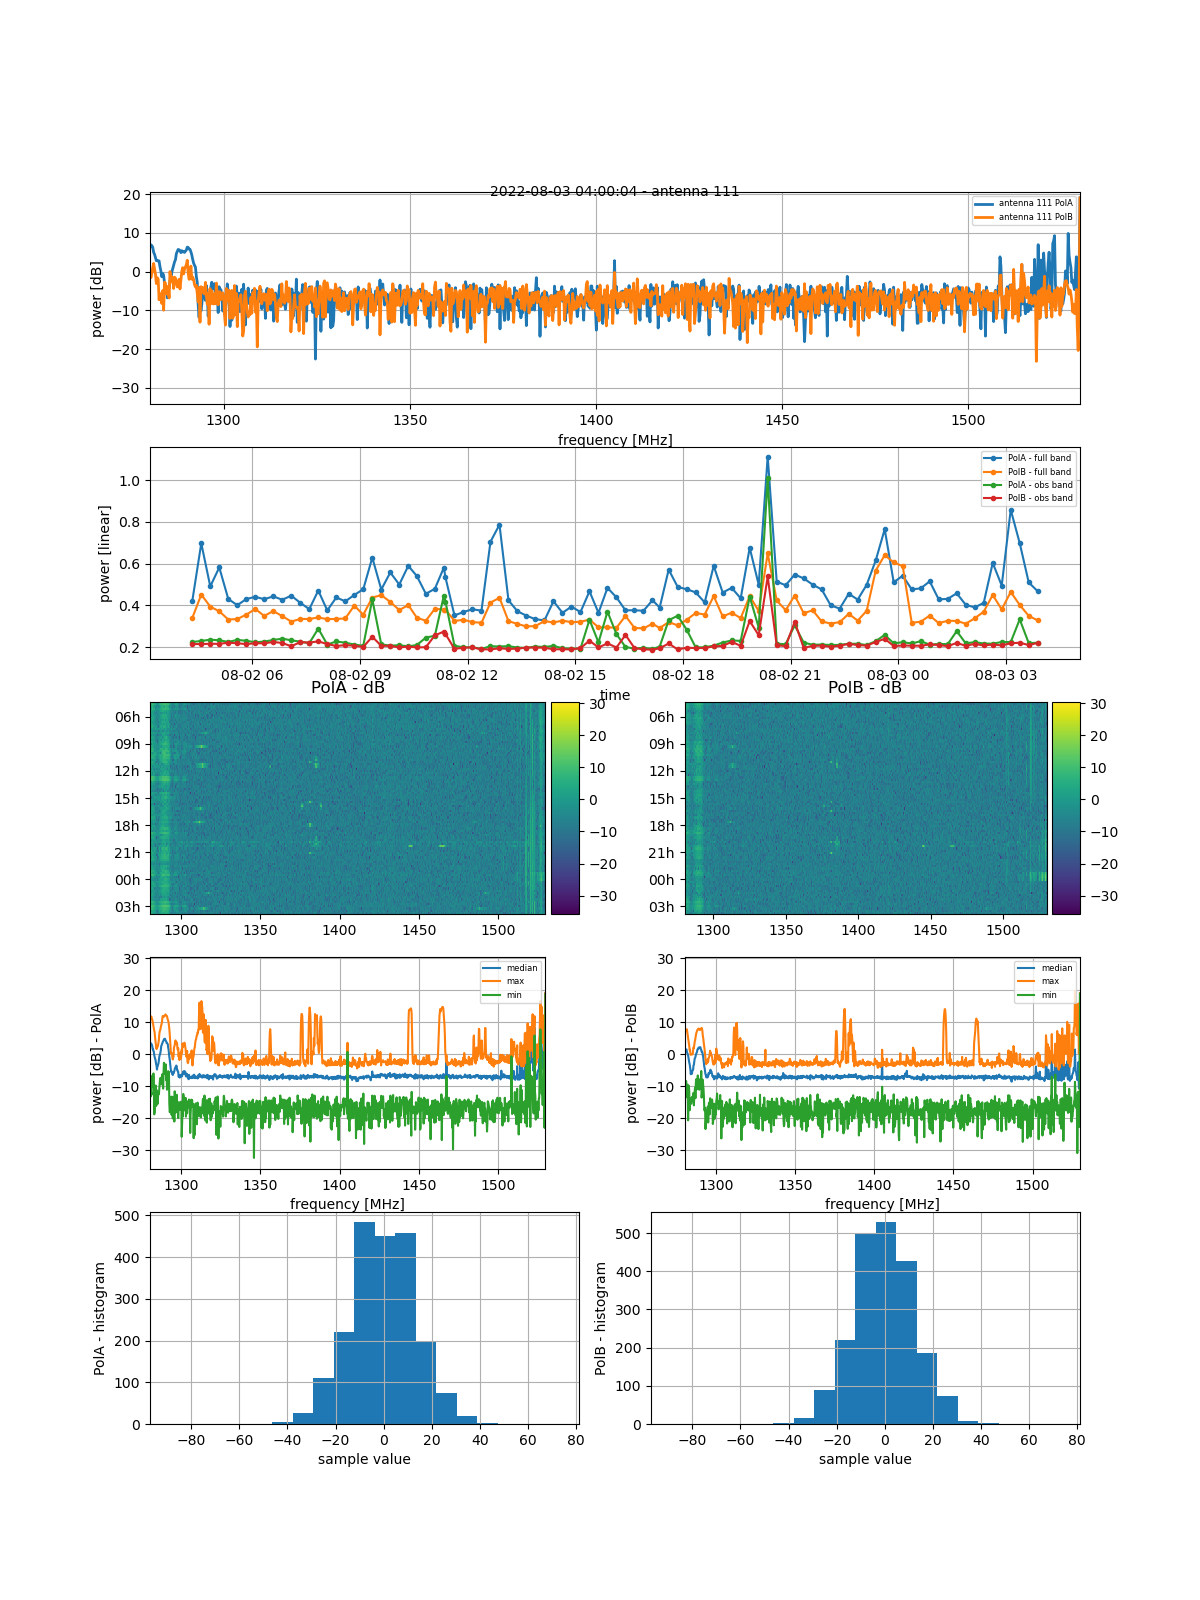 2022-08-03 04:00:04 - antenna 111
20
10
0
−10
−20
−30
power [dB]
antenna 111 PolA
antenna 111 PolB
1300 1350 1400 1450 1500
frequency [MHz]
1.0
0.8
0.6
0.4
0.2
power [linear]
PolA - full band
PolB - full band
PolA - obs band
PolB - obs band
08-02 06 08-02 09 08-02 12 08-02 15 08-02 18 08-02 21 08-03 00 08-03 03
time
PolA - dB
06h
09h
12h
15h
18h
21h
00h
03h
1300 1350 1400 1450 1500
30
20
10
0
−10
−20
−30
PolB - dB
06h
09h
12h
15h
18h
21h
00h
03h
1300 1350 1400 1450 1500
30
20
10
0
−10
−20
−30
30
20
10
0
−10
−20
−30
power [dB] - PolA
median
max
min
1300 1350 1400 1450 1500
frequency [MHz]
30
20
10
0
−10
−20
−30
power [dB] - PolB
median
max
min
1300 1350 1400 1450 1500
frequency [MHz]
500
400
300
200
100
0
PolA - histogram
−80 −60 −40 −20 0 20 40 60 80
sample value
500
400
300
200
100
0
PolB - histogram
−80 −60 −40 −20 0 20 40 60 80
sample value